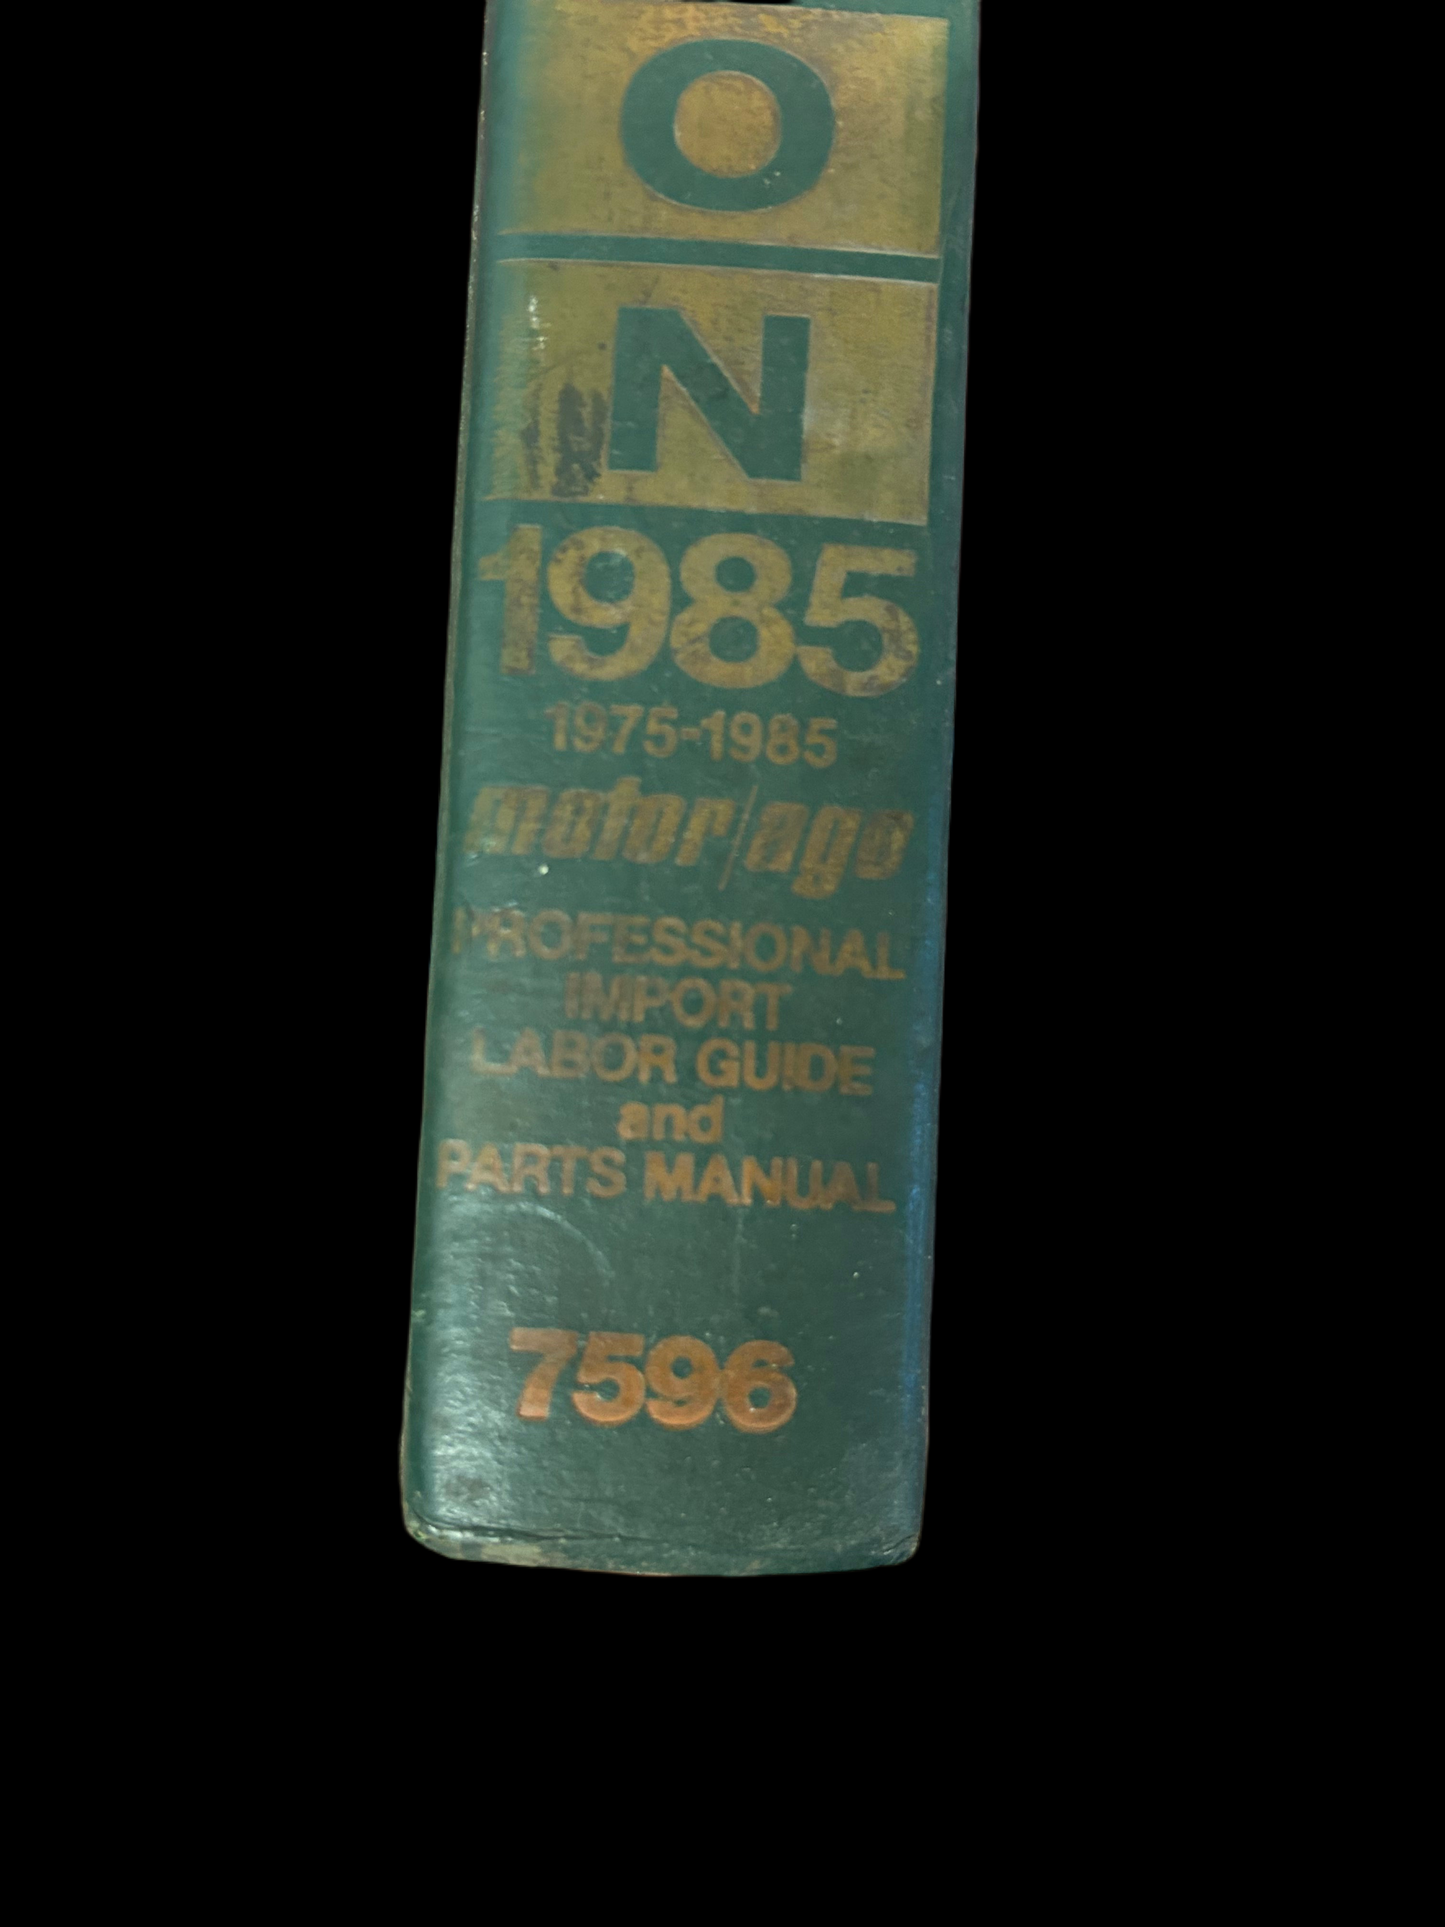 O
N
1985
1975-1985
motor/age
PROFESSIONAL
IMPORT
LABOR GUIDE
and
PARTS MANUAL
7596